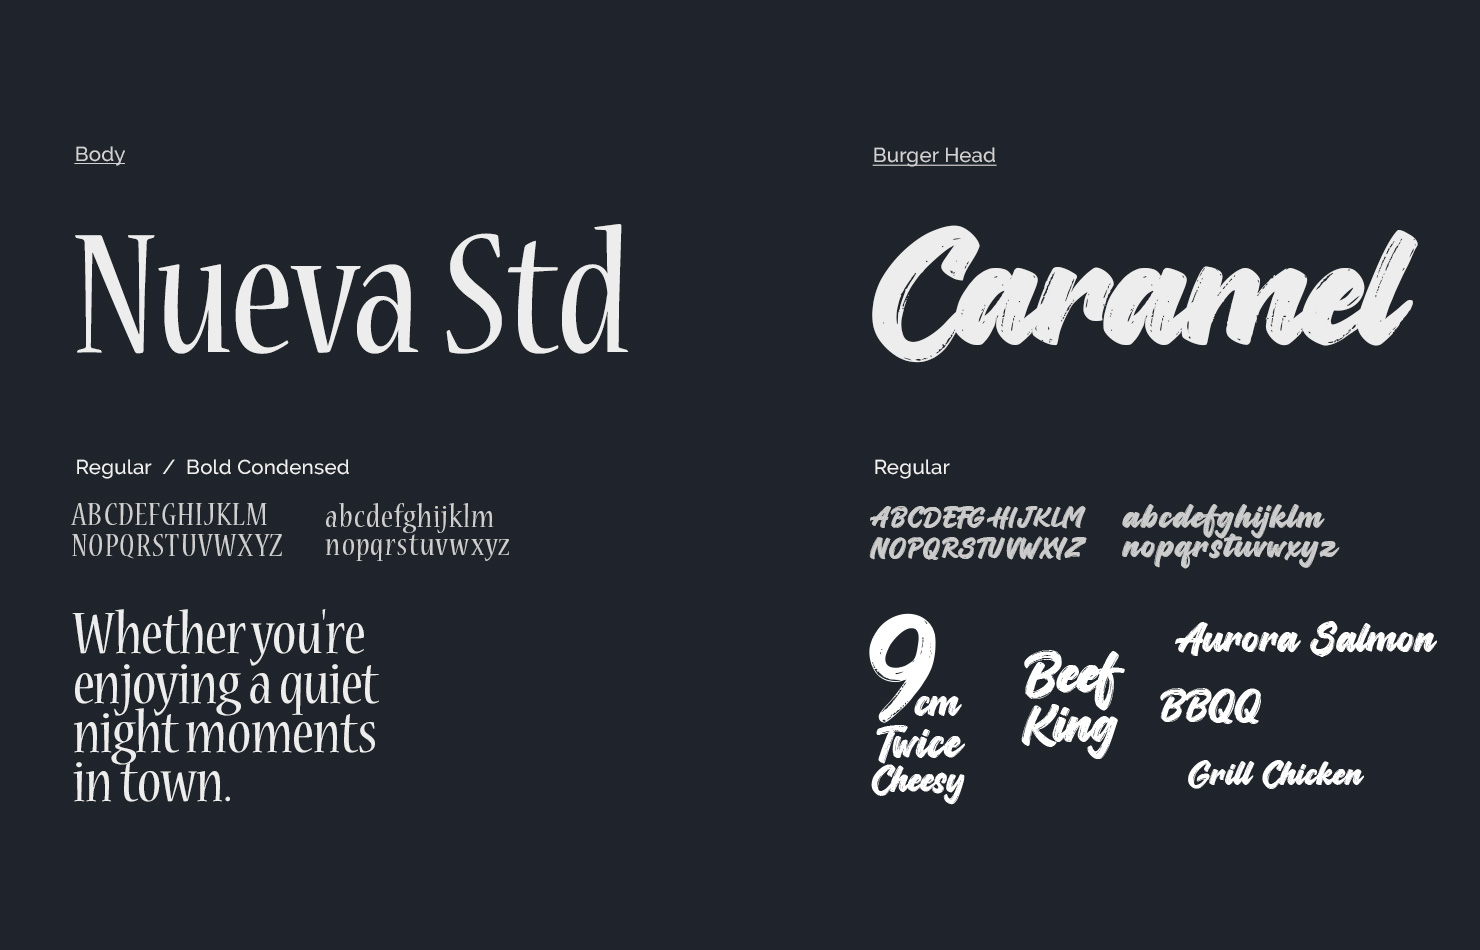 Body
Nueva Std
Regular / Bold Condensed
ABCDEFGHIJKLM
NOPQRSTUVWXYZ
abcdefghijklm
nopqrstuvwxyz
Whether you're
enjoying a quiet
night moments
in town.
Burger Head
Caramel
Regular
ABCDEFGHIJKLM
NOPQRSTUVWXYZ
abcdefghijklm
nopqrstuvwxyz
9cm
Twice
Cheesy
Beef
King
Aurora Salmon
BBQQ
Grill Chicken